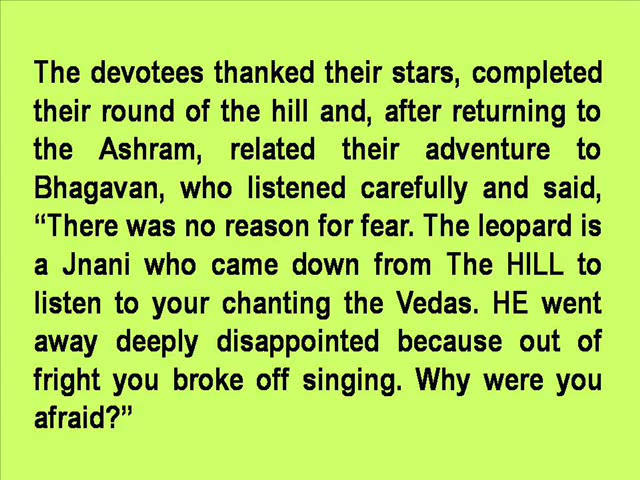 The devotees thanked their stars, completed
their round of the hill and, after returning to
the Ashram, related their adventure to
Bhagavan, who listened carefully and said,
“There was no reason for fear. The leopard is
a Jnani who came down from The HILL to
listen to your chanting the Vedas. HE went
away deeply disappointed because out of
fright you broke off singing. Why were you
afraid?”